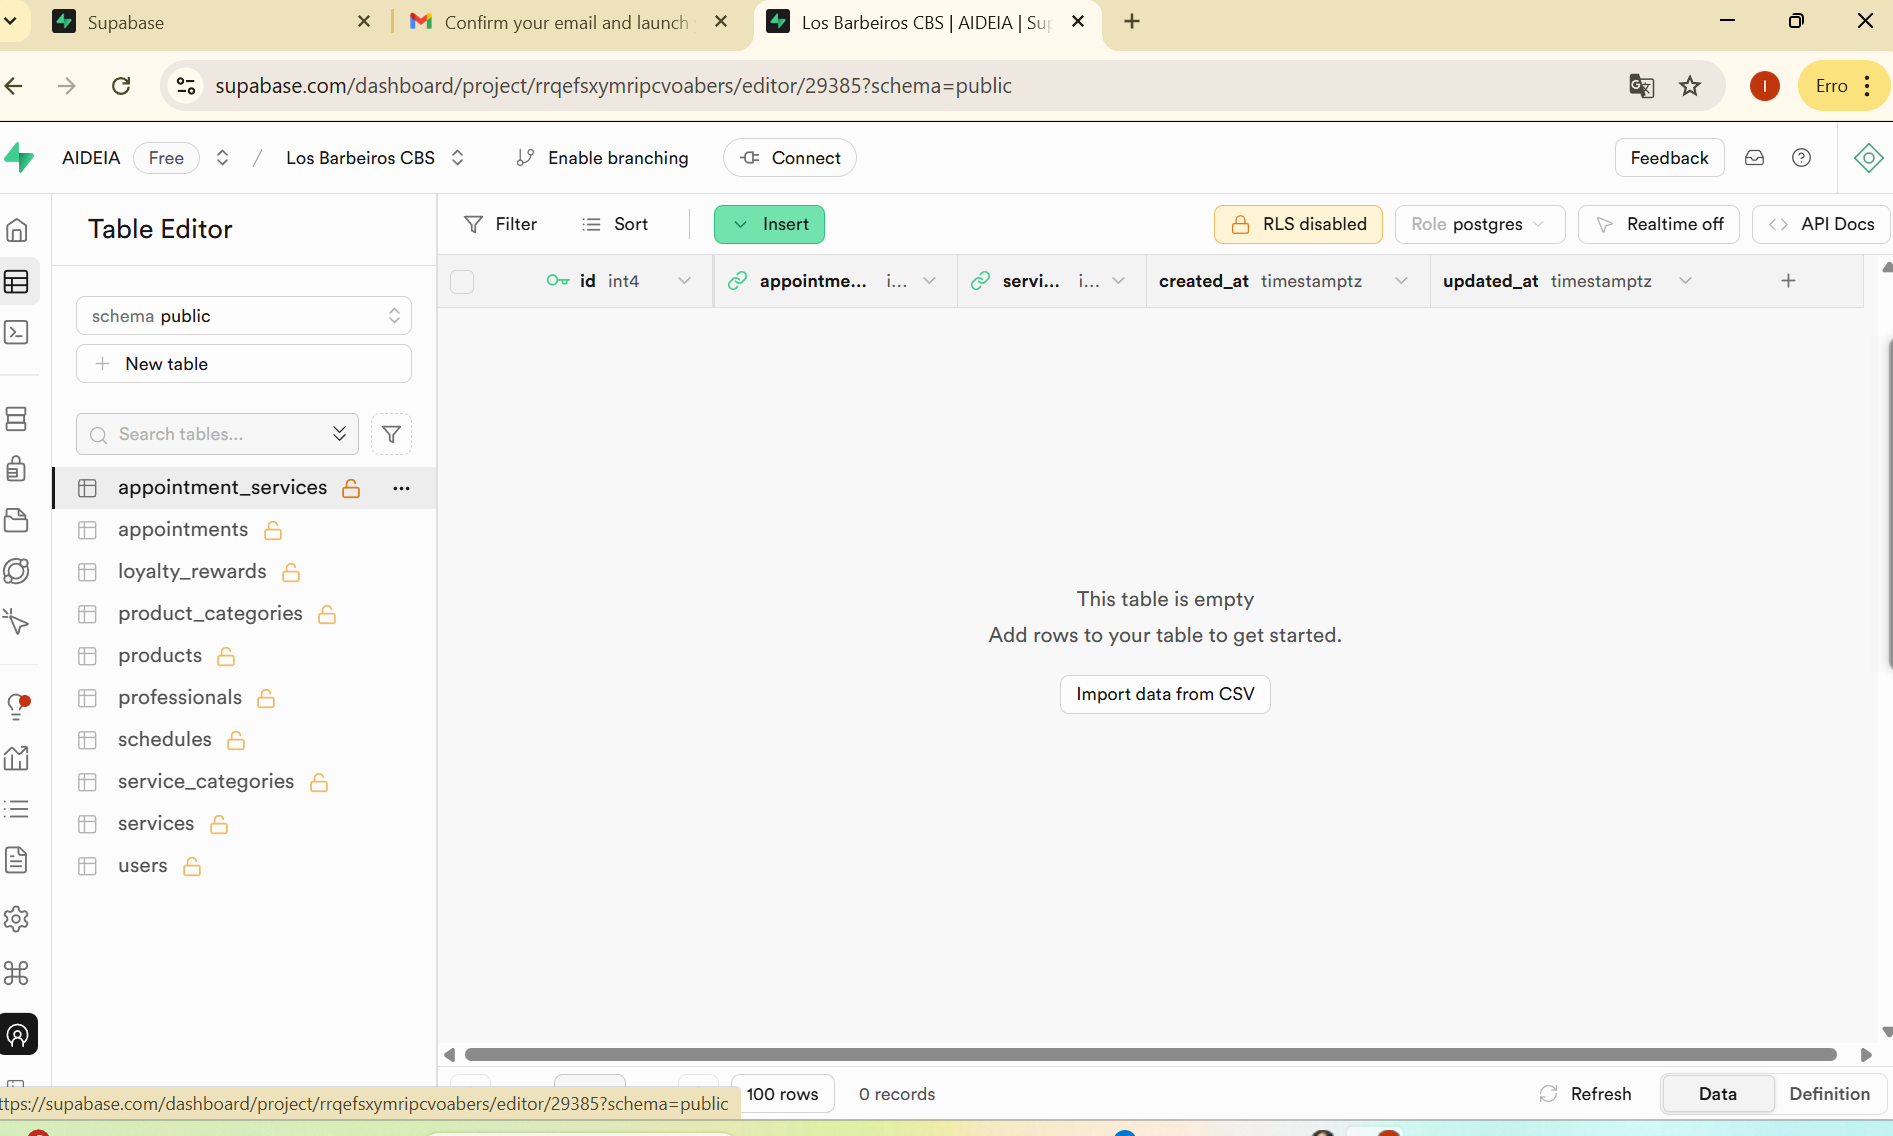 Supabase
Confirm your email and launch
Los Barbeiros CBS | AIDEIA | Sup
supabase.com/dashboard/project/rrqefsxymripcvoabers/editor/29385?schema=public
I
Erro
AIDEIA
Free
/
Los Barbeiros CBS
Enable branching
Connect
Feedback
Table Editor
Filter
Sort
Insert
RLS disabled
Role postgres
Realtime off
API Docs
id int4
appointme... i...
servi... i...
created_at timestamptz
updated_at timestamptz
schema public
New table
Search tables...
appointment_services
appointments
loyalty_rewards
product_categories
products
professionals
schedules
service_categories
services
users
This table is empty
Add rows to your table to get started.
Import data from CSV
100 rows
0 records
Refresh
Data
Definition
ttps://supabase.com/dashboard/project/rrqefsxymripcvoabers/editor/29385?schema=public